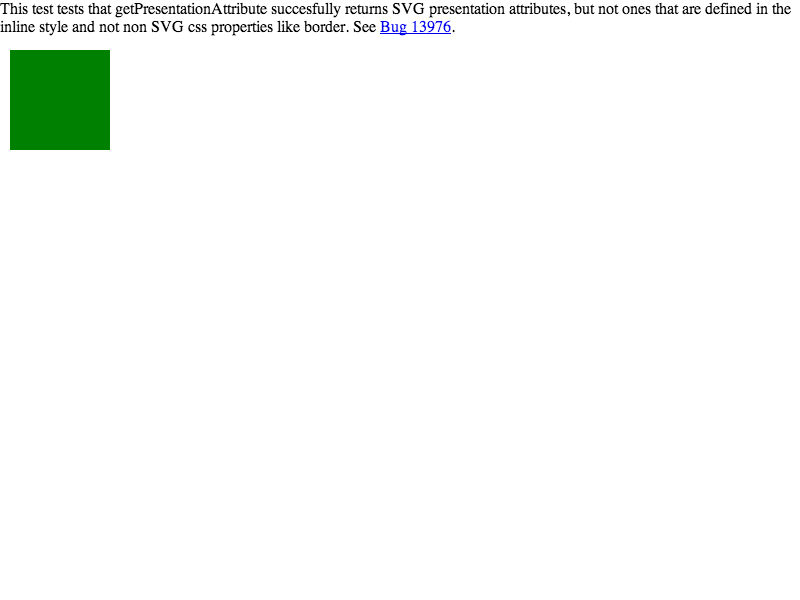 This test tests that getPresentationAttribute succesfully returns SVG presentation attributes, but not ones that are defined in the
inline style and not non SVG css properties like border. See Bug 13976.